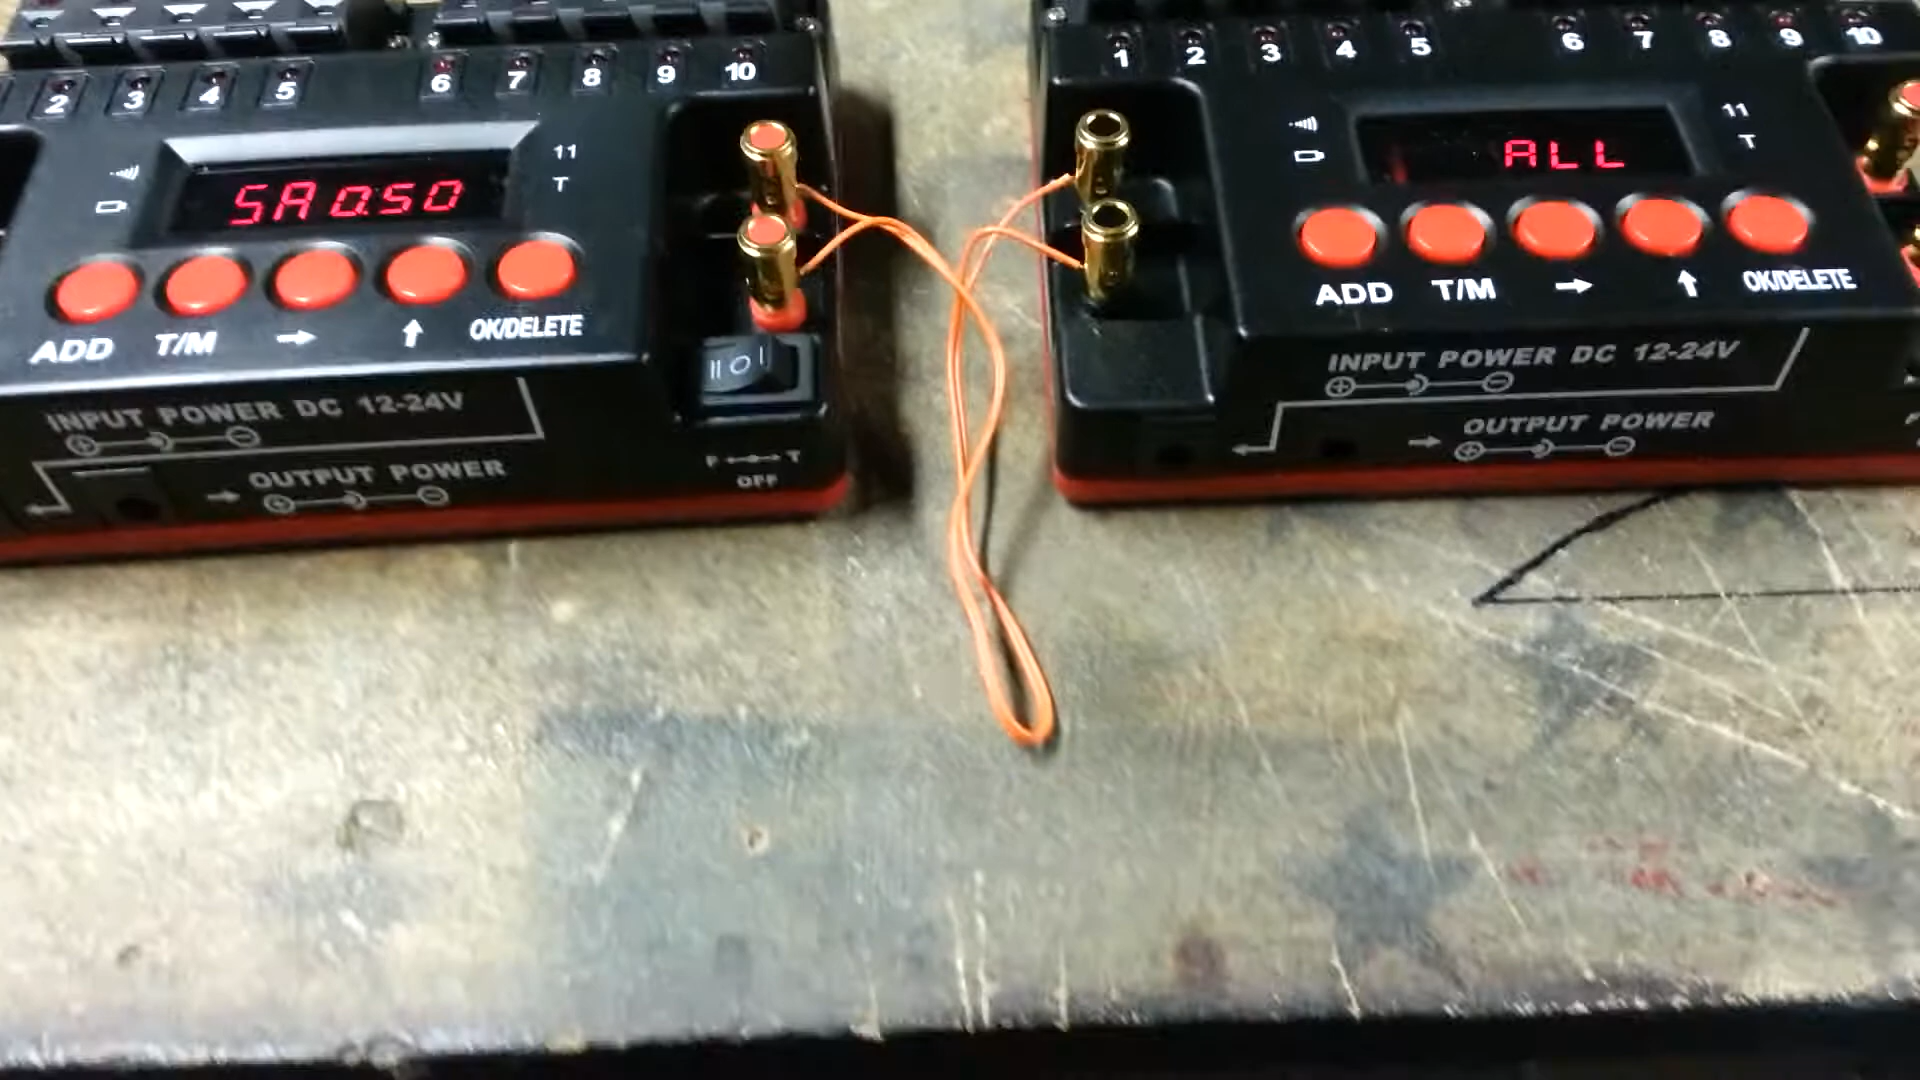 2 3 4 5 6 7 8 9 10
11
T
SA0.50
ADD T/M → ↑ OK/DELETE
INPUT POWER DC 12-24V
→ OUTPUT POWER
II O I
F T
OFF
1 2 3 4 5 6 7 8 9 10
11
T
ALL
ADD T/M → ↑ OK/DELETE
INPUT POWER DC 12-24V
→ OUTPUT POWER